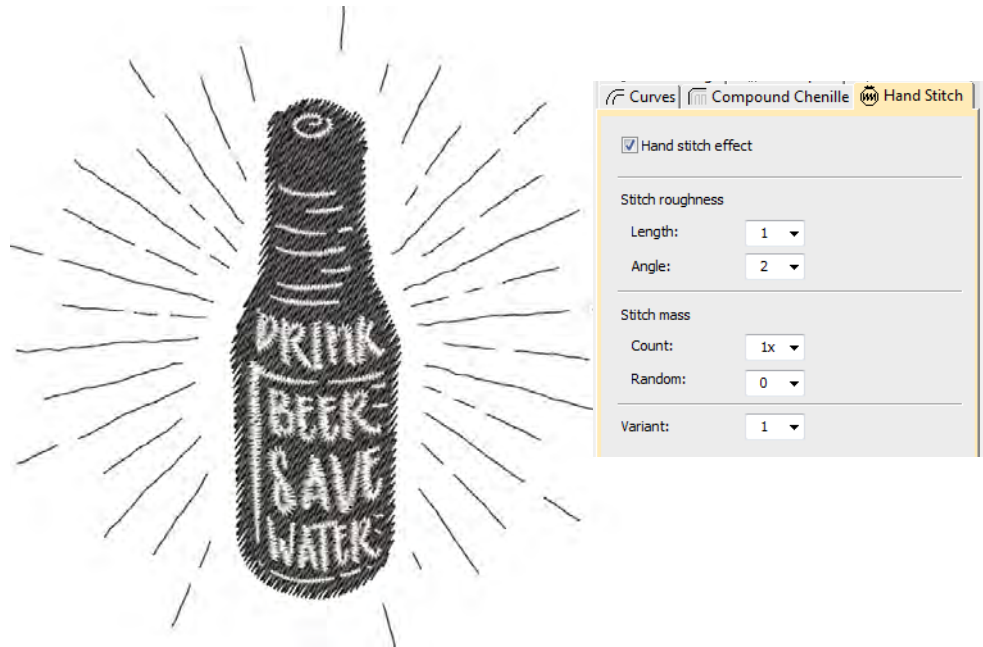 DRINK
BEER
SAVE
WATER
Curves Compound Chenille Hand Stitch
Hand stitch effect
Stitch roughness
Length: 1
Angle: 2
Stitch mass
Count: 1x
Random: 0
Variant: 1